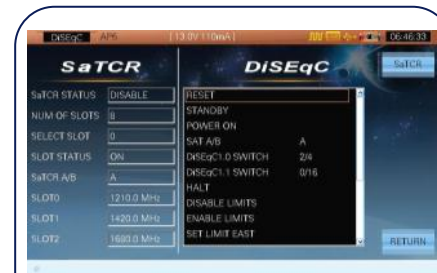 DiSEqC AP6 [ 13.0V 110mA ] 06:46:33
SaTCR
SaTCR STATUS DISABLE
NUM OF SLOTS 8
SELECT SLOT 0
SLOT STATUS ON
SaTCR A/B A
SLOT0 1210.0 MHz
SLOT1 1420.0 MHz
SLOT2 1680.0 MHz
DiSEqC
RESET
STANDBY
POWER ON
SAT A/B A
DiSEqC1.0 SWITCH 2/4
DiSEqC1.1 SWITCH 0/16
HALT
DISABLE LIMITS
ENABLE LIMITS
SET LIMIT EAST
SaTCR
RETURN